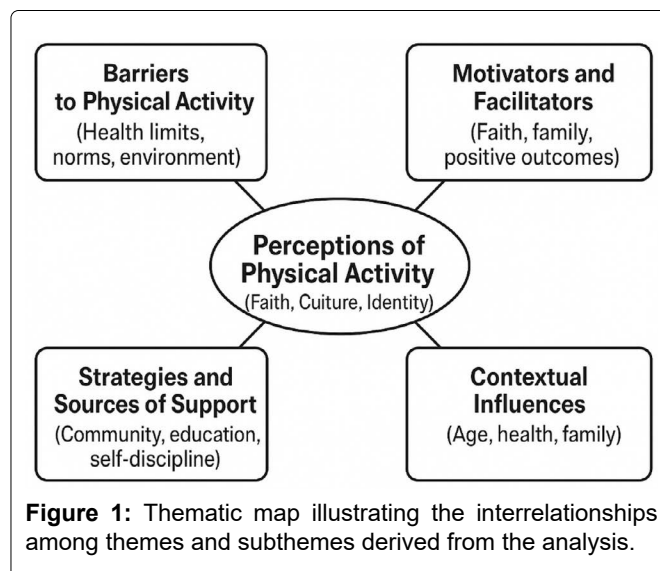 Barriers
to Physical Activity
(Health limits,
norms, environment)
Motivators and
Facilitators
(Faith, family,
positive outcomes)
Perceptions of
Physical Activity
(Faith, Cuiture, Identity)
Strategies and
Sources of Support
(Community, education,
self-discipline)
Contextual
Influences
(Age, health, family)
Figure 1: Thematic map illustrating the interrelationships
among themes and subthemes derived from the analysis.